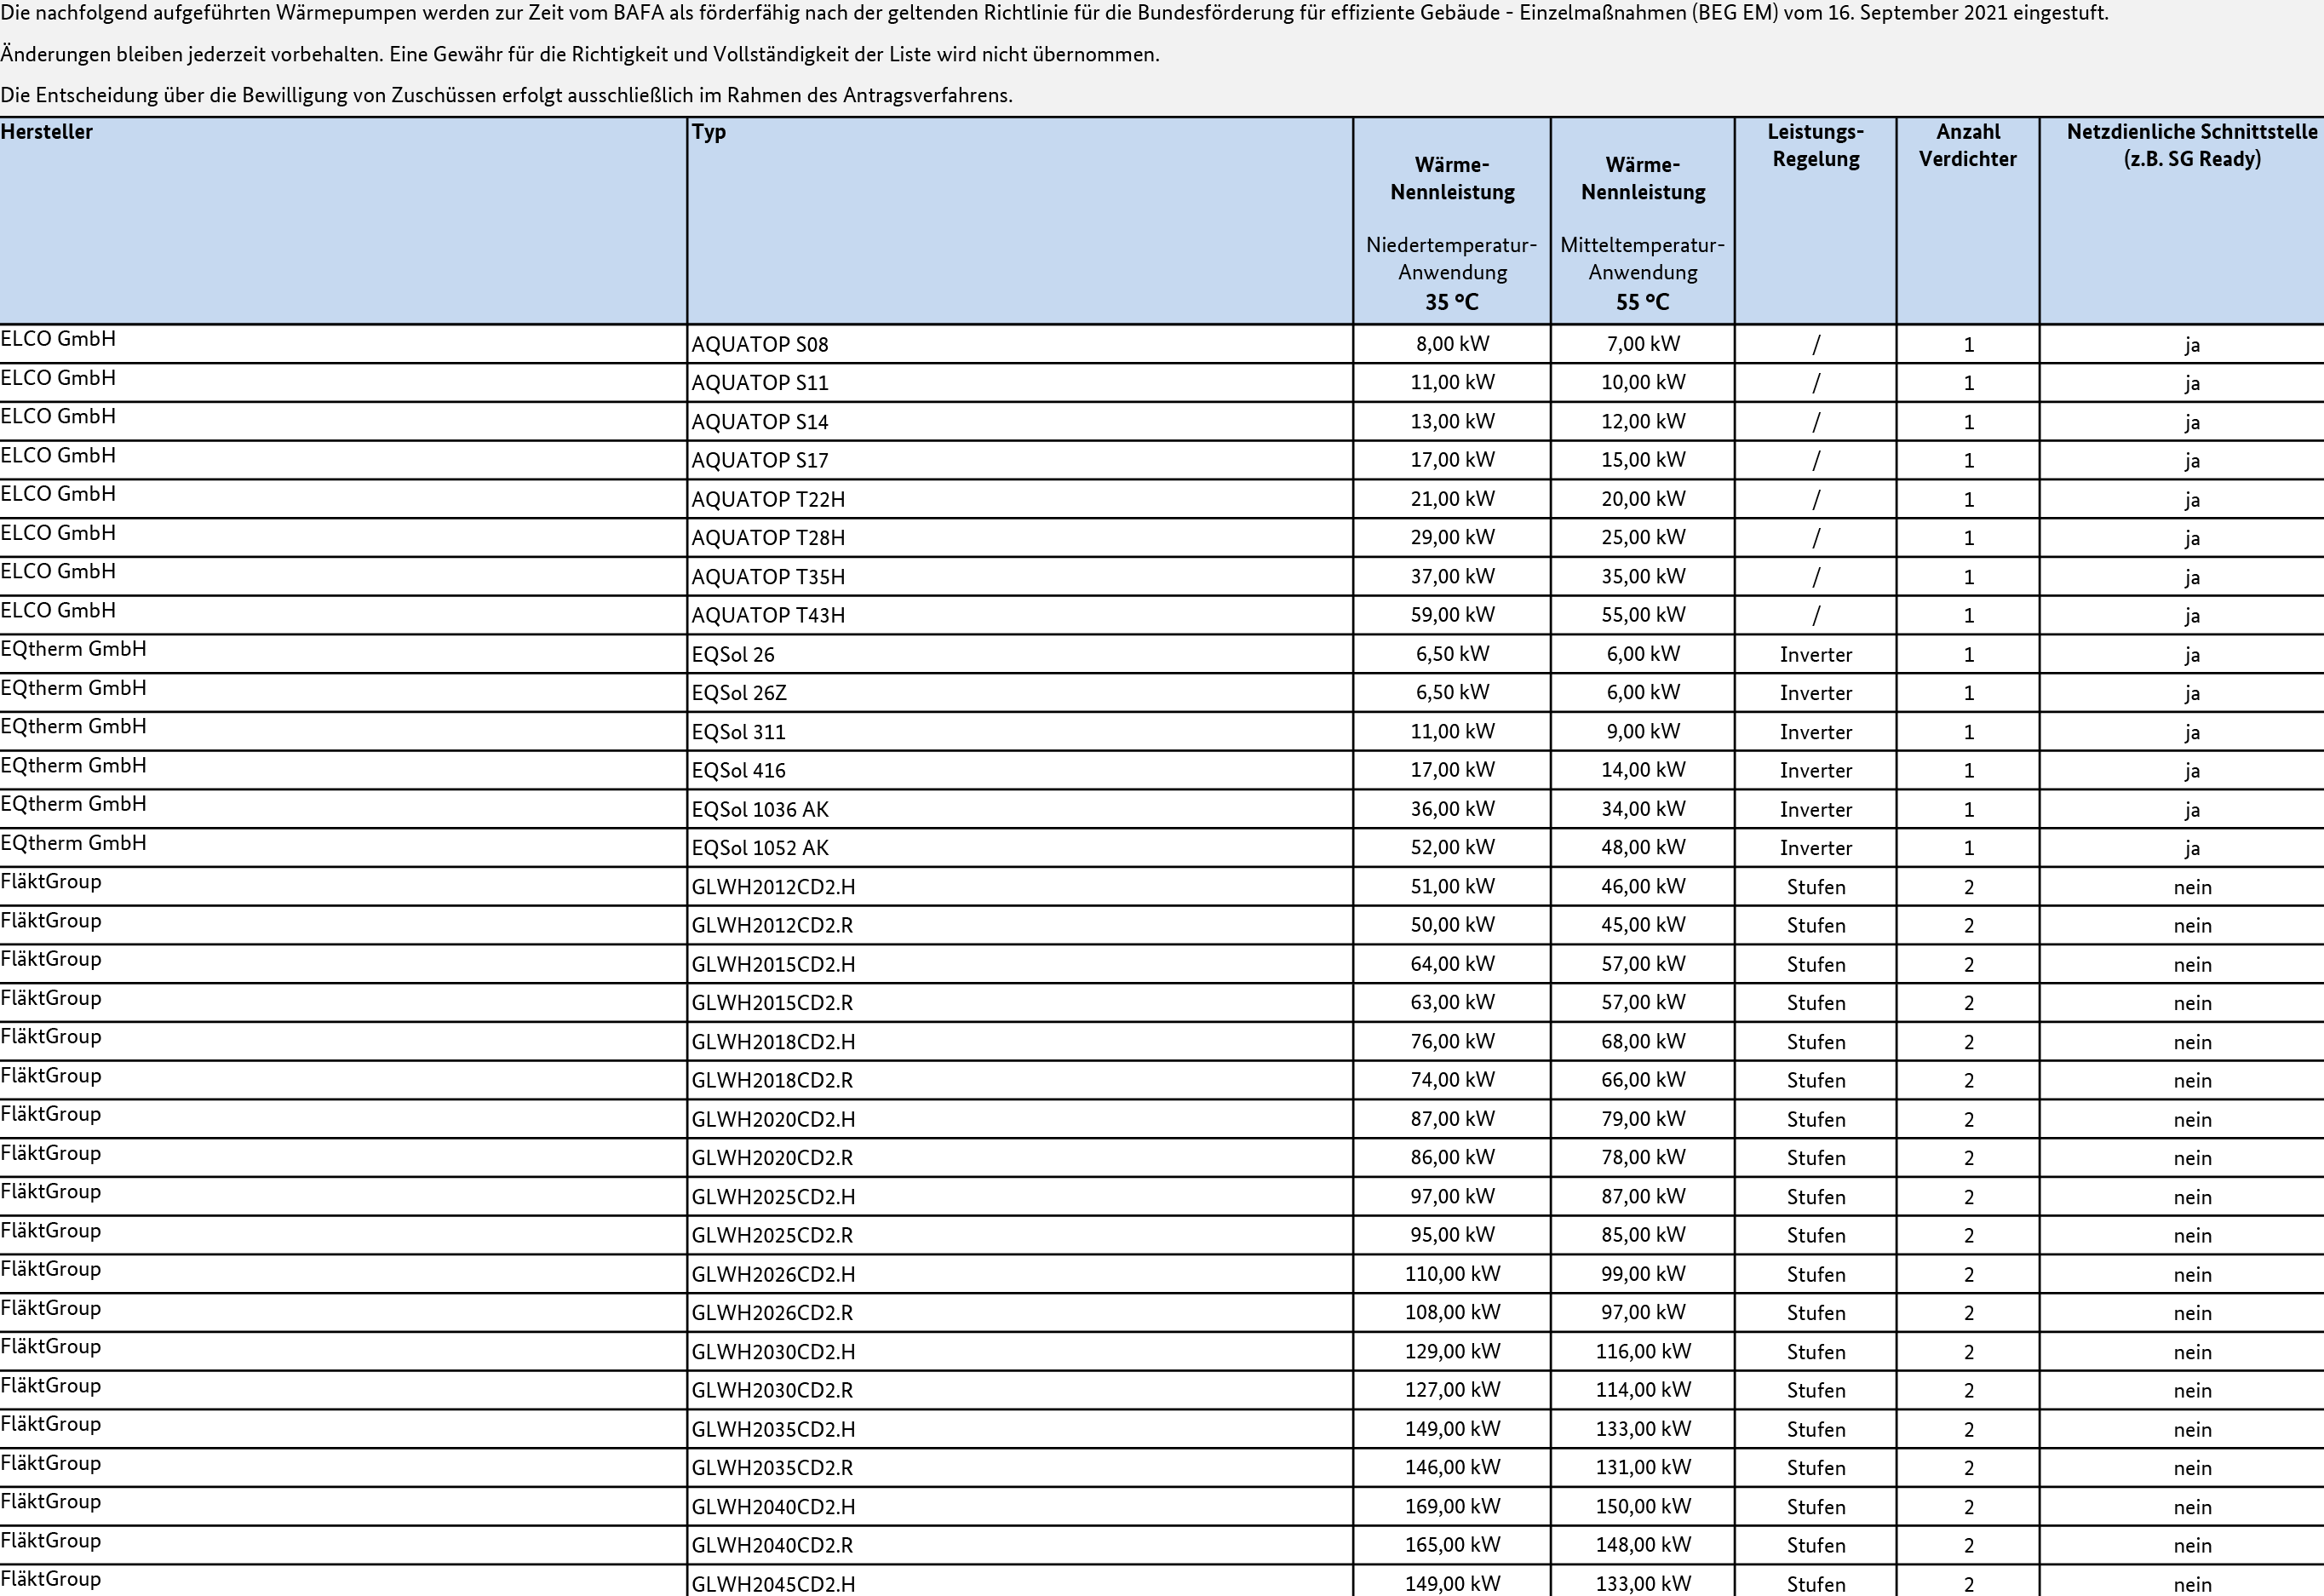 Die nachfolgend aufgeführten Wärmepumpen werden zur Zeit vom BAFA als förderfähig nach der geltenden Richtlinie für die Bundesförderung für effiziente Gebäude - Einzelmaßnahmen (BEG EM) vom 16. September 2021 eingestuft.
Änderungen bleiben jederzeit vorbehalten. Eine Gewähr für die Richtigkeit und Vollständigkeit der Liste wird nicht übernommen.
Die Entscheidung über die Bewilligung von Zuschüssen erfolgt ausschließlich im Rahmen des Antragsverfahrens.
Hersteller Typ Wärme-Nennleistung Niedertemperatur-Anwendung 35 °C Wärme-Nennleistung Mitteltemperatur-Anwendung 55 °C Leistungs-Regelung Anzahl Verdichter Netzdienliche Schnittstelle (z.B. SG Ready)
ELCO GmbH AQUATOP S08 8,00 kW 7,00 kW / 1 ja
ELCO GmbH AQUATOP S11 11,00 kW 10,00 kW / 1 ja
ELCO GmbH AQUATOP S14 13,00 kW 12,00 kW / 1 ja
ELCO GmbH AQUATOP S17 17,00 kW 15,00 kW / 1 ja
ELCO GmbH AQUATOP T22H 21,00 kW 20,00 kW / 1 ja
ELCO GmbH AQUATOP T28H 29,00 kW 25,00 kW / 1 ja
ELCO GmbH AQUATOP T35H 37,00 kW 35,00 kW / 1 ja
ELCO GmbH AQUATOP T43H 59,00 kW 55,00 kW / 1 ja
EQtherm GmbH EQSol 26 6,50 kW 6,00 kW Inverter 1 ja
EQtherm GmbH EQSol 26Z 6,50 kW 6,00 kW Inverter 1 ja
EQtherm GmbH EQSol 311 11,00 kW 9,00 kW Inverter 1 ja
EQtherm GmbH EQSol 416 17,00 kW 14,00 kW Inverter 1 ja
EQtherm GmbH EQSol 1036 AK 36,00 kW 34,00 kW Inverter 1 ja
EQtherm GmbH EQSol 1052 AK 52,00 kW 48,00 kW Inverter 1 ja
FläktGroup GLWH2012CD2.H 51,00 kW 46,00 kW Stufen 2 nein
FläktGroup GLWH2012CD2.R 50,00 kW 45,00 kW Stufen 2 nein
FläktGroup GLWH2015CD2.H 64,00 kW 57,00 kW Stufen 2 nein
FläktGroup GLWH2015CD2.R 63,00 kW 57,00 kW Stufen 2 nein
FläktGroup GLWH2018CD2.H 76,00 kW 68,00 kW Stufen 2 nein
FläktGroup GLWH2018CD2.R 74,00 kW 66,00 kW Stufen 2 nein
FläktGroup GLWH2020CD2.H 87,00 kW 79,00 kW Stufen 2 nein
FläktGroup GLWH2020CD2.R 86,00 kW 78,00 kW Stufen 2 nein
FläktGroup GLWH2025CD2.H 97,00 kW 87,00 kW Stufen 2 nein
FläktGroup GLWH2025CD2.R 95,00 kW 85,00 kW Stufen 2 nein
FläktGroup GLWH2026CD2.H 110,00 kW 99,00 kW Stufen 2 nein
FläktGroup GLWH2026CD2.R 108,00 kW 97,00 kW Stufen 2 nein
FläktGroup GLWH2030CD2.H 129,00 kW 116,00 kW Stufen 2 nein
FläktGroup GLWH2030CD2.R 127,00 kW 114,00 kW Stufen 2 nein
FläktGroup GLWH2035CD2.H 149,00 kW 133,00 kW Stufen 2 nein
FläktGroup GLWH2035CD2.R 146,00 kW 131,00 kW Stufen 2 nein
FläktGroup GLWH2040CD2.H 169,00 kW 150,00 kW Stufen 2 nein
FläktGroup GLWH2040CD2.R 165,00 kW 148,00 kW Stufen 2 nein
FläktGroup GLWH2045CD2.H 149,00 kW 133,00 kW Stufen 2 nein